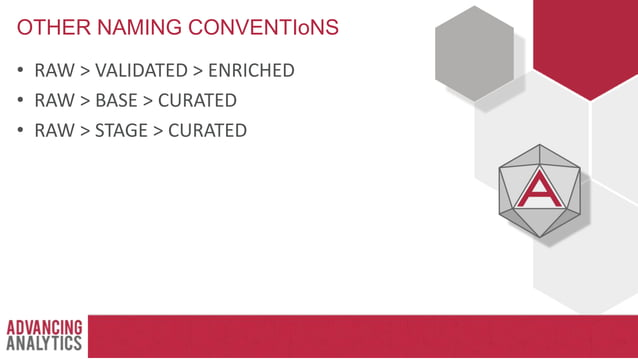 OTHER NAMING CONVENTIoNS
• RAW > VALIDATED > ENRICHED
• RAW > BASE > CURATED
• RAW > STAGE > CURATED
A
ADVANCING
ANALYTICS